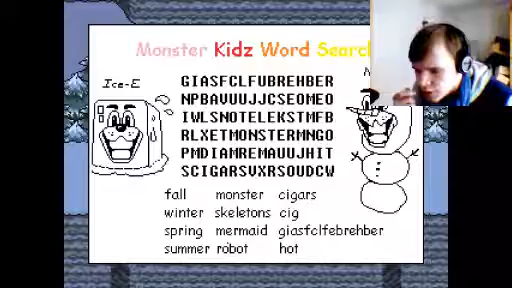 Monster Kidz Word Search
Ice-E
GIASFCLFUBREHBER
NPBAVUUJJCSEOMEO
IWLSNOTELEKSTMFB
RLXETMONSTERMNGO
PMDIAMREMAUUJHIT
SCIGARSVXRSOUDCW
fall monster cigars
winter skeletons cig
spring mermaid giasfclfebrehber
summer robot hot